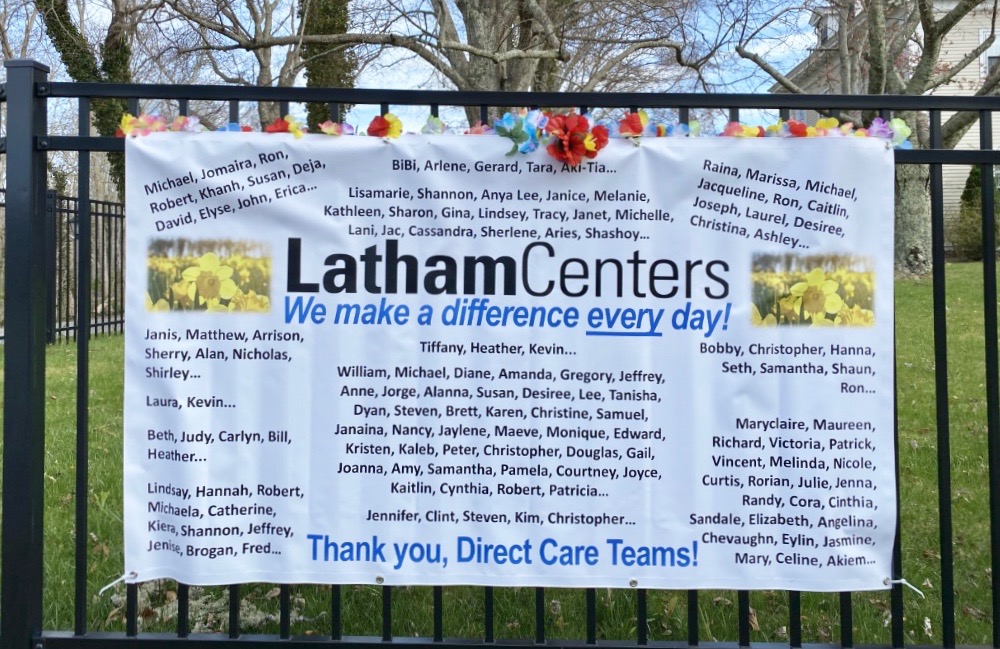 Michael, Jomaira, Ron,
Robert, Khanh, Susan, Deja,
David, Elyse, John, Erica...
BiBi, Arlene, Gerard, Tara, Aki-Tia...
Lisamarie, Shannon, Anya Lee, Janice, Melanie,
Kathleen, Sharon, Gina, Lindsey, Tracy, Janet, Michelle,
Lani, Jac, Cassandra, Sherlene, Aries, Shashoy...
Raina, Marissa, Michael,
Jacqueline, Ron, Caitlin,
Joseph, Laurel, Desiree,
Christina, Ashley...
LathamCenters
We make a difference every day!
Janis, Matthew, Arrison,
Sherry, Alan, Nicholas,
Shirley...
Laura, Kevin...
Beth, Judy, Carlyn, Bill,
Heather...
Lindsay, Hannah, Robert,
Michaela, Catherine,
Kiera, Shannon, Jeffrey,
Jenise, Brogan, Fred...
Tiffany, Heather, Kevin...
William, Michael, Diane, Amanda, Gregory, Jeffrey,
Anne, Jorge, Alanna, Susan, Desiree, Lee, Tanisha,
Dyan, Steven, Brett, Karen, Christine, Samuel,
Janaina, Nancy, Jaylene, Maeve, Monique, Edward,
Kristen, Kaleb, Peter, Christopher, Douglas, Gail,
Joanna, Amy, Samantha, Pamela, Courtney, Joyce,
Kaitlin, Cynthia, Robert, Patricia...
Jennifer, Clint, Steven, Kim, Christopher...
Bobby, Christopher, Hanna,
Seth, Samantha, Shaun,
Ron...
Maryclaire, Maureen,
Richard, Victoria, Patrick,
Vincent, Melinda, Nicole,
Curtis, Rorian, Julie, Jenna,
Randy, Cora, Cinthia,
Sandale, Elizabeth, Angelina,
Chevaughn, Eylin, Jasmine,
Mary, Celine, Akiem...
Thank you, Direct Care Teams!